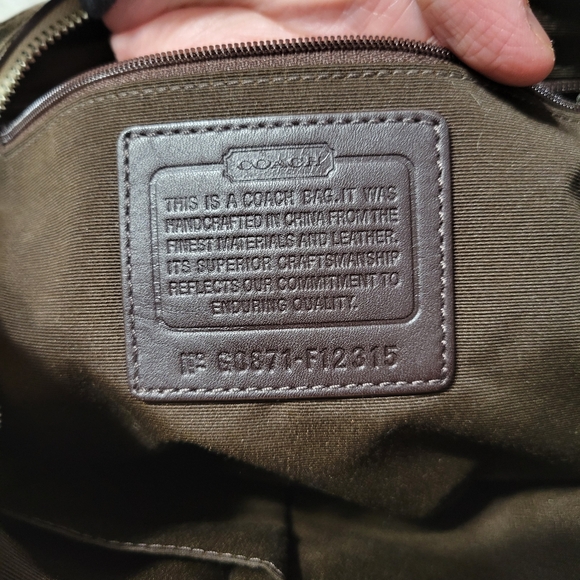 COACH
THIS IS A COACH BAG. IT WAS
HANDCRAFTED IN CHINA FROM THE
FINEST MATERIALS AND LEATHER.
ITS SUPERIOR CRAFTSMANSHIP
REFLECTS OUR COMMITMENT TO
ENDURING QUALITY.
Nº G0871-F12315